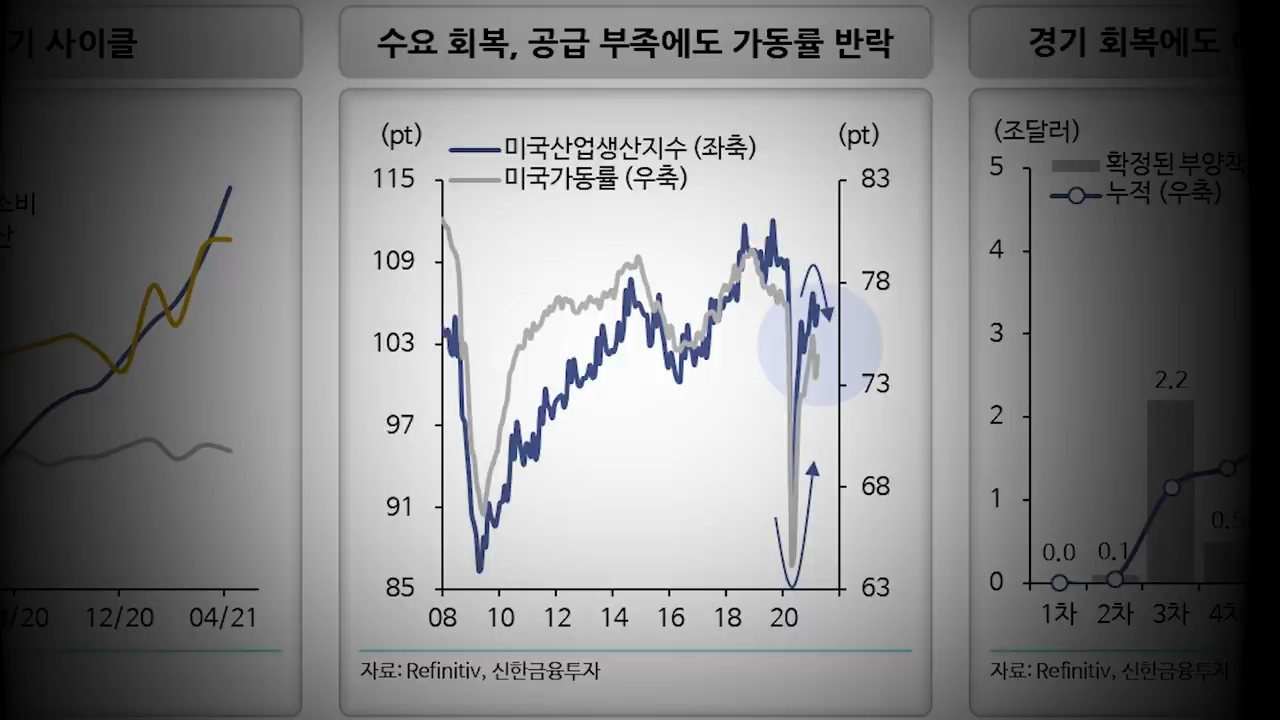 기 사이클
소비
산
/20
12/20
04/21
수요 회복, 공급 부족에도 가동률 반락
(pt)
(pt)
미국산업생산지수 (좌축)
미국가동률 (우축)
115
109
103
97
91
85
83
78
73
68
63
08
10
12
14
16
18
20
자료: Refinitiv, 신한금융투자
경기 회복에도
(조달러)
확정된 부양책
누적 (우축)
5
4
3
2
1
0
0.0
0.1
2.2
0.5
1차
2차
3차
4차
자료: Refinitiv, 신한금융투자